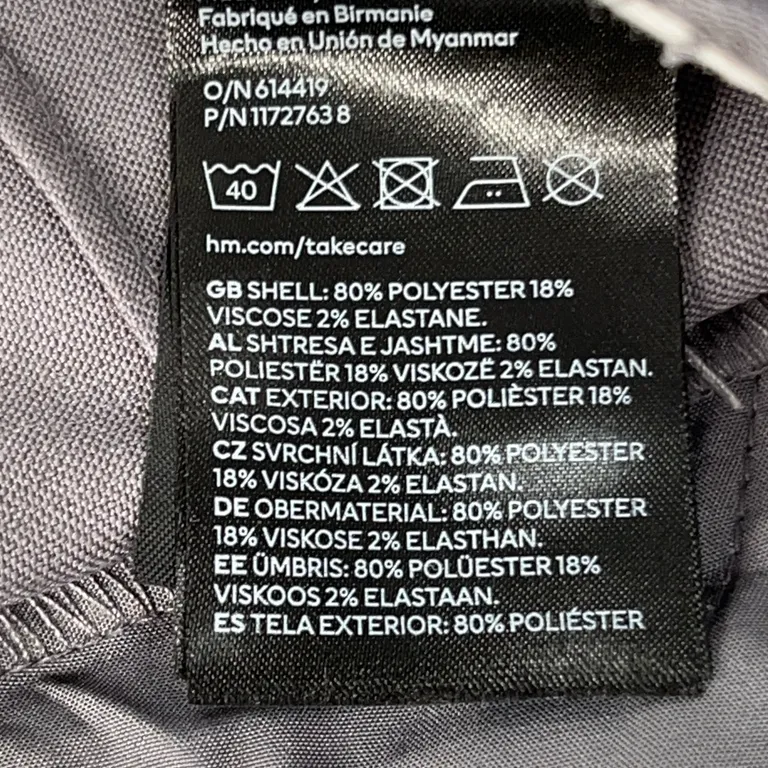 Fabriqué en Birmanie
Hecho en Unión de Myanmar
O/N 614419
P/N 1172763 8
40
hm.com/takecare
GB SHELL: 80% POLYESTER 18%
VISCOSE 2% ELASTANE.
AL SHTRESA E JASHTME: 80%
POLIESTËR 18% VISKOZË 2% ELASTAN.
CAT EXTERIOR: 80% POLIÈSTER 18%
VISCOSA 2% ELASTÀ.
CZ SVRCHNÍ LÁTKA: 80% POLYESTER
18% VISKÓZA 2% ELASTAN.
DE OBERMATERIAL: 80% POLYESTER
18% VISKOSE 2% ELASTHAN.
EE ÜMBRIS: 80% POLÜESTER 18%
VISKOOS 2% ELASTAAN.
ES TELA EXTERIOR: 80% POLIÉSTER